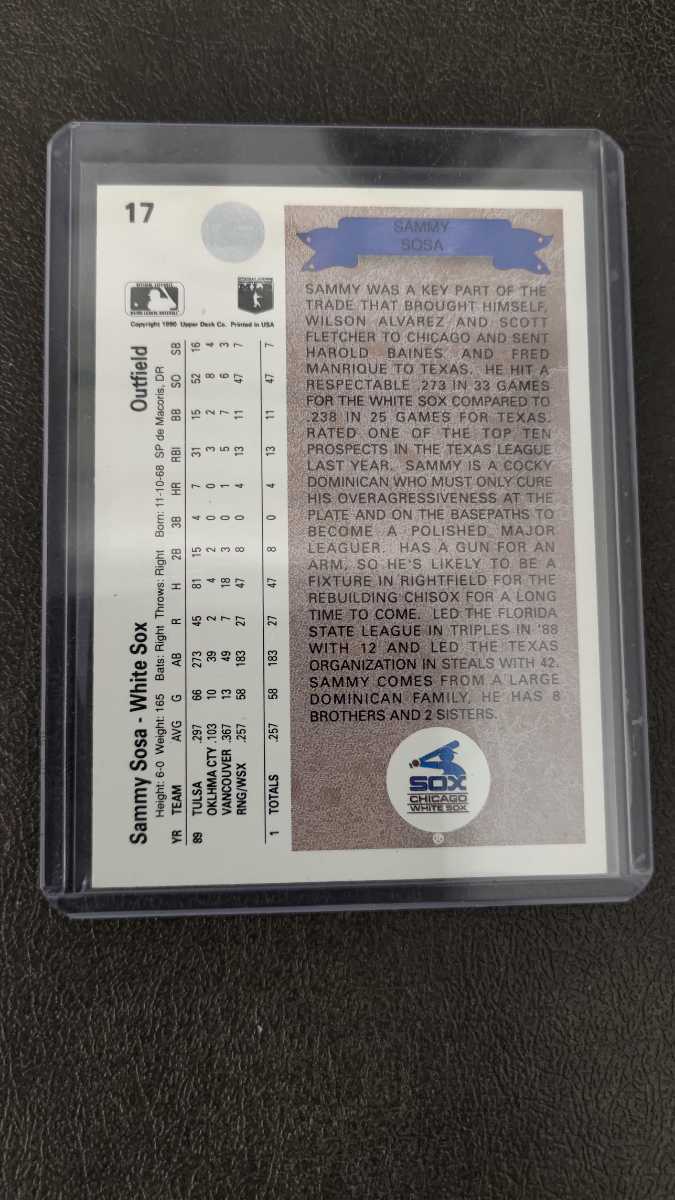 17
Copyright 1990 Upper Deck Co. Printed in USA
Sammy Sosa - White Sox Outfield
Height: 6-0 Weight: 165 Bats: Right Throws: Right Born: 11-10-68 SP de Macoris, DR
YR TEAM AVG G AB R H 2B 3B HR RBI BB SO SB
89 TULSA .297 66 273 45 81 15 4 7 31 15 52 16
OKLHMA CTY .103 10 39 2 4 2 0 0 3 2 8 4
VANCOUVER .367 13 49 7 18 3 0 1 5 7 6 3
RNG/WSX .257 58 183 27 47 8 0 4 13 11 47 7
1 TOTALS .257 58 183 27 47 8 0 4 13 11 47 7
SAMMY
SOSA
SAMMY WAS A KEY PART OF THE
TRADE THAT BROUGHT HIMSELF,
WILSON ALVAREZ AND SCOTT
FLETCHER TO CHICAGO AND SENT
HAROLD BAINES AND FRED
MANRIQUE TO TEXAS. HE HIT A
RESPECTABLE .273 IN 33 GAMES
FOR THE WHITE SOX COMPARED TO
.238 IN 25 GAMES FOR TEXAS.
RATED ONE OF THE TOP TEN
PROSPECTS IN THE TEXAS LEAGUE
LAST YEAR. SAMMY IS A COCKY
DOMINICAN WHO MUST ONLY CURE
HIS OVERAGRESSIVENESS AT THE
PLATE AND ON THE BASEPATHS TO
BECOME A POLISHED MAJOR
LEAGUER. HAS A GUN FOR AN
ARM, SO HE'S LIKELY TO BE A
FIXTURE IN RIGHTFIELD FOR THE
REBUILDING CHISOX FOR A LONG
TIME TO COME. LED THE FLORIDA
STATE LEAGUE IN TRIPLES IN '88
WITH 12 AND LED THE TEXAS
ORGANIZATION IN STEALS WITH 42.
SAMMY COMES FROM A LARGE
DOMINICAN FAMILY, HE HAS 8
BROTHERS AND 2 SISTERS.
SOX
CHICAGO
WHITE SOX